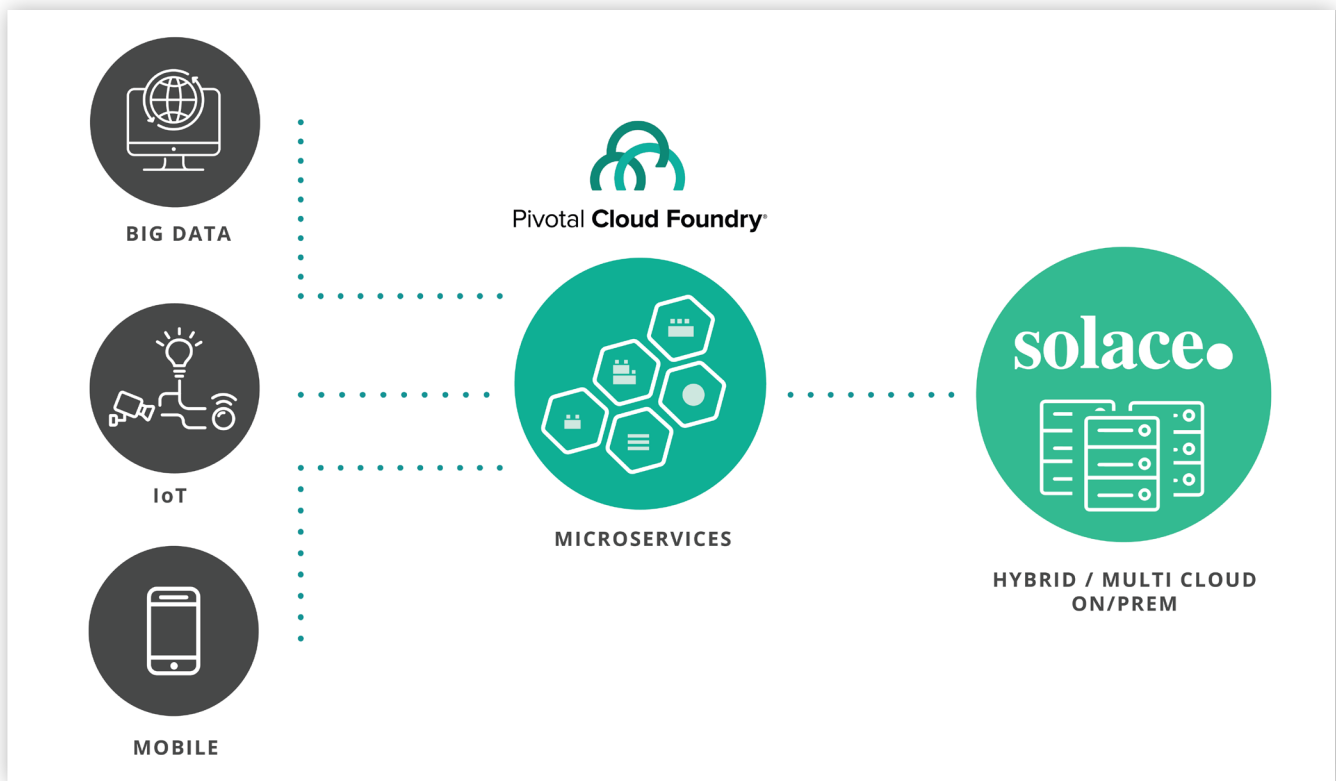 BIG DATA
Pivotal Cloud Foundry®
IoT
MOBILE
MICROSERVICES
solace.
HYBRID / MULTI CLOUD
ON/PREM